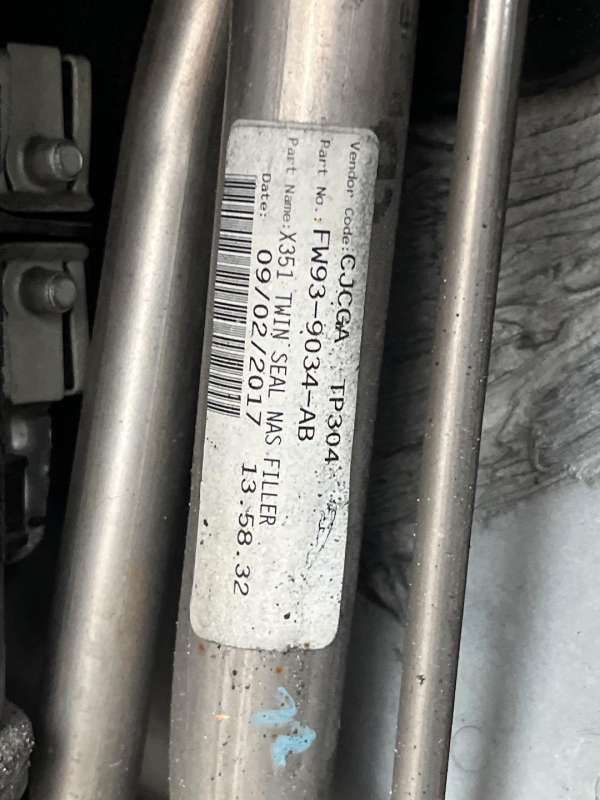 Vendor Code: CJCGA TP304
Part No.: FW93-9034-AB
Part Name: X351 TWIN SEAL NAS FILLER
Date: 09/02/2017 13.58.32